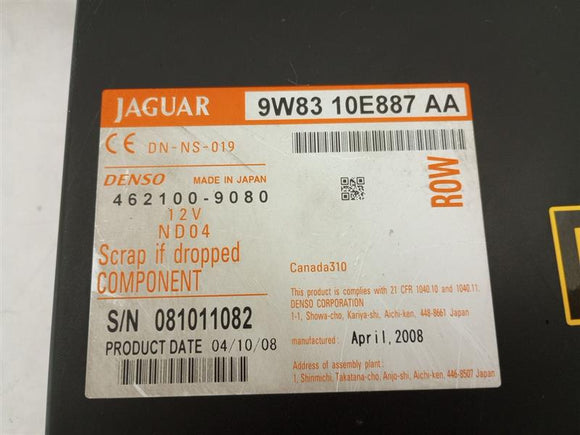 JAGUAR
9W83 10E887 AA
CE DN-NS-019
DENSO MADE IN JAPAN
462100-9080
12V
ND04
Scrap if dropped
COMPONENT
S/N 081011082
PRODUCT DATE 04/10/08
ROW
Canada310
This product is complies with 21 CFR 1040.10 and 1040.11.
DENSO CORPORATION
1-1, Showa-cho, Kariya-shi, Aichi-ken, 448-8661 Japan
manufactured: April, 2008
Address of assembly plant:
1, Shinmichi, Takatana-cho, Anjo-shi, Aichi-ken, 446-8507 Japan